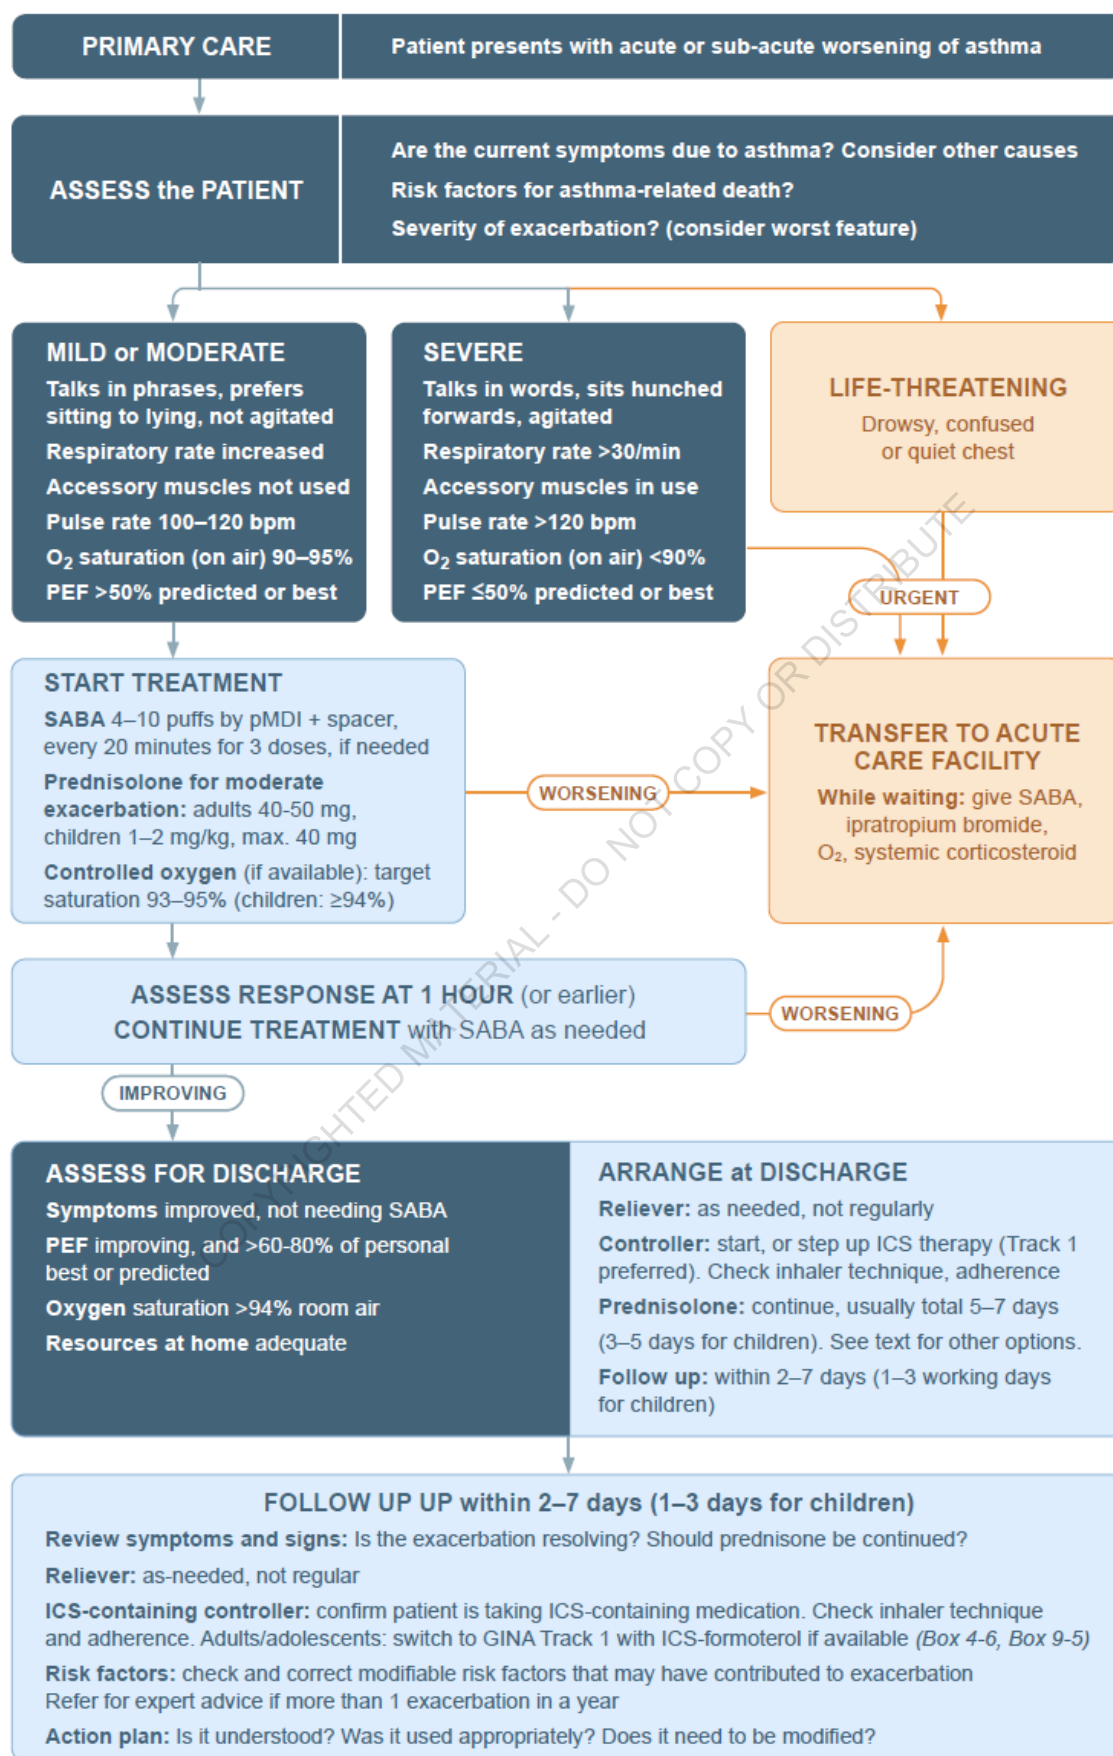 PRIMARY CARE
Patient presents with acute or sub-acute worsening of asthma
ASSESS the PATIENT
Are the current symptoms due to asthma? Consider other causes
Risk factors for asthma-related death?
Severity of exacerbation? (consider worst feature)
MILD or MODERATE
Talks in phrases, prefers
sitting to lying, not agitated
Respiratory rate increased
Accessory muscles not used
Pulse rate 100–120 bpm
O₂ saturation (on air) 90–95%
PEF >50% predicted or best
SEVERE
Talks in words, sits hunched
forwards, agitated
Respiratory rate >30/min
Accessory muscles in use
Pulse rate >120 bpm
O₂ saturation (on air) <90%
PEF ≤50% predicted or best
LIFE-THREATENING
Drowsy, confused
or quiet chest
URGENT
START TREATMENT
SABA 4–10 puffs by pMDI + spacer,
every 20 minutes for 3 doses, if needed
Prednisolone for moderate
exacerbation: adults 40-50 mg,
children 1–2 mg/kg, max. 40 mg
Controlled oxygen (if available): target
saturation 93–95% (children: ≥94%)
WORSENING
TRANSFER TO ACUTE
CARE FACILITY
While waiting: give SABA,
ipratropium bromide,
O₂, systemic corticosteroid
ASSESS RESPONSE AT 1 HOUR (or earlier)
CONTINUE TREATMENT with SABA as needed
WORSENING
IMPROVING
ASSESS FOR DISCHARGE
Symptoms improved, not needing SABA
PEF improving, and >60-80% of personal
best or predicted
Oxygen saturation >94% room air
Resources at home adequate
ARRANGE at DISCHARGE
Reliever: as needed, not regularly
Controller: start, or step up ICS therapy (Track 1
preferred). Check inhaler technique, adherence
Prednisolone: continue, usually total 5–7 days
(3–5 days for children). See text for other options.
Follow up: within 2–7 days (1–3 working days
for children)
FOLLOW UP UP within 2–7 days (1–3 days for children)
Review symptoms and signs: Is the exacerbation resolving? Should prednisone be continued?
Reliever: as-needed, not regular
ICS-containing controller: confirm patient is taking ICS-containing medication. Check inhaler technique
and adherence. Adults/adolescents: switch to GINA Track 1 with ICS-formoterol if available (Box 4-6, Box 9-5)
Risk factors: check and correct modifiable risk factors that may have contributed to exacerbation
Refer for expert advice if more than 1 exacerbation in a year
Action plan: Is it understood? Was it used appropriately? Does it need to be modified?
COPYRIGHTED MATERIAL - DO NOT COPY OR DISTRIBUTE